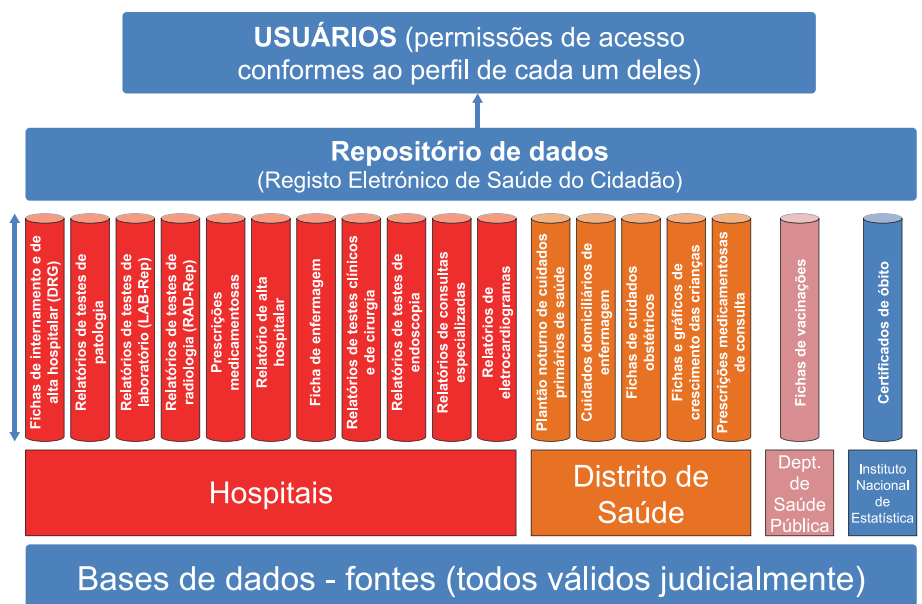 USUÁRIOS (permissões de acesso
conformes ao perfil de cada um deles)
Repositório de dados
(Registo Eletrónico de Saúde do Cidadão)
Fichas de internamento e de
alta hospitalar (DRG)
Relatórios de testes de
patologia
Relatórios de testes de
laboratório (LAB-Rep)
Relatórios de testes de
radiologia (RAD-Rep)
Prescrições
medicamentosas
Relatório de alta
hospitalar
Ficha de enfermagem
Relatórios de testes clínicos
e de cirurgia
Relatórios de testes de
endoscopia
Relatórios de consultas
especializadas
Relatórios de
eletrocardiogramas
Plantão noturno de cuidados
primários de saúde
Cuidados domiciliários de
enfermagem
Fichas de cuidados
obstétricos
Fichas e gráficos de
crescimento das crianças
Prescrições medicamentosas
de consulta
Fichas de vacinações
Certificados de óbito
Hospitais
Distrito de
Saúde
Dept.
de
Saúde
Pública
Instituto
Nacional
de
Estatística
Bases de dados - fontes (todos válidos judicialmente)